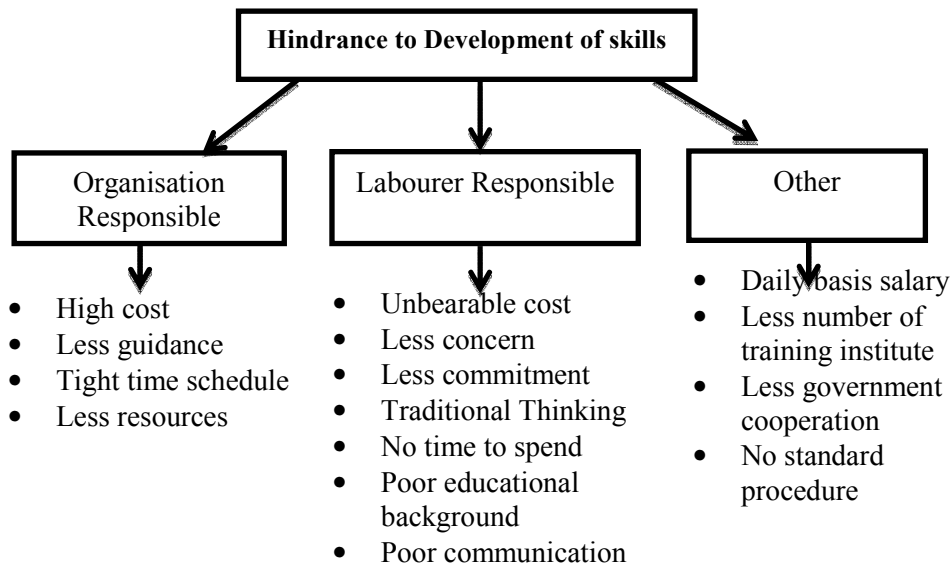 Hindrance to Development of skills
Organisation
Responsible
• High cost
• Less guidance
• Tight time schedule
• Less resources
Labourer Responsible
• Unbearable cost
• Less concern
• Less commitment
• Traditional Thinking
• No time to spend
• Poor educational
background
• Poor communication
Other
• Daily basis salary
• Less number of
training institute
• Less government
cooperation
• No standard
procedure